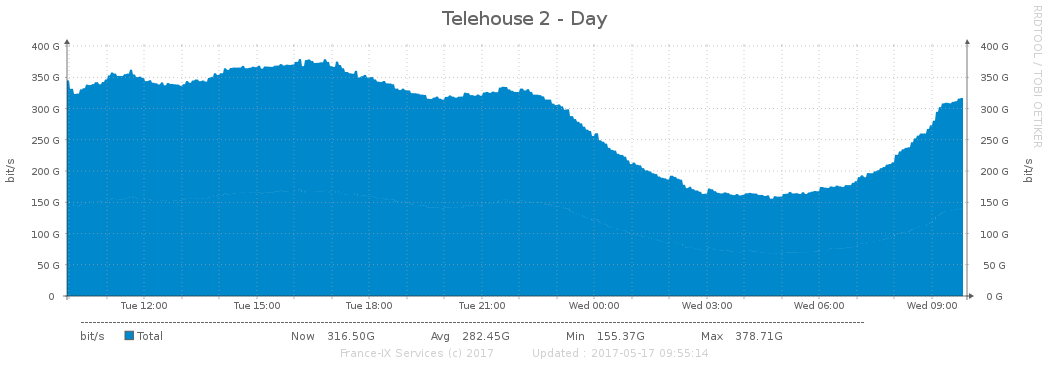 Telehouse 2 - Day
RRDTOOL / TOBI OETIKER
bit/s
bit/s
400 G 400 G
350 G 350 G
300 G 300 G
250 G 250 G
200 G 200 G
150 G 150 G
100 G 100 G
50 G 50 G
0 0 G
Tue 12:00 Tue 15:00 Tue 18:00 Tue 21:00 Wed 00:00 Wed 03:00 Wed 06:00 Wed 09:00
bit/s Total Now 316.50G Avg 282.45G Min 155.37G Max 378.71G
France-IX Services (c) 2017 Updated : 2017-05-17 09:55:14